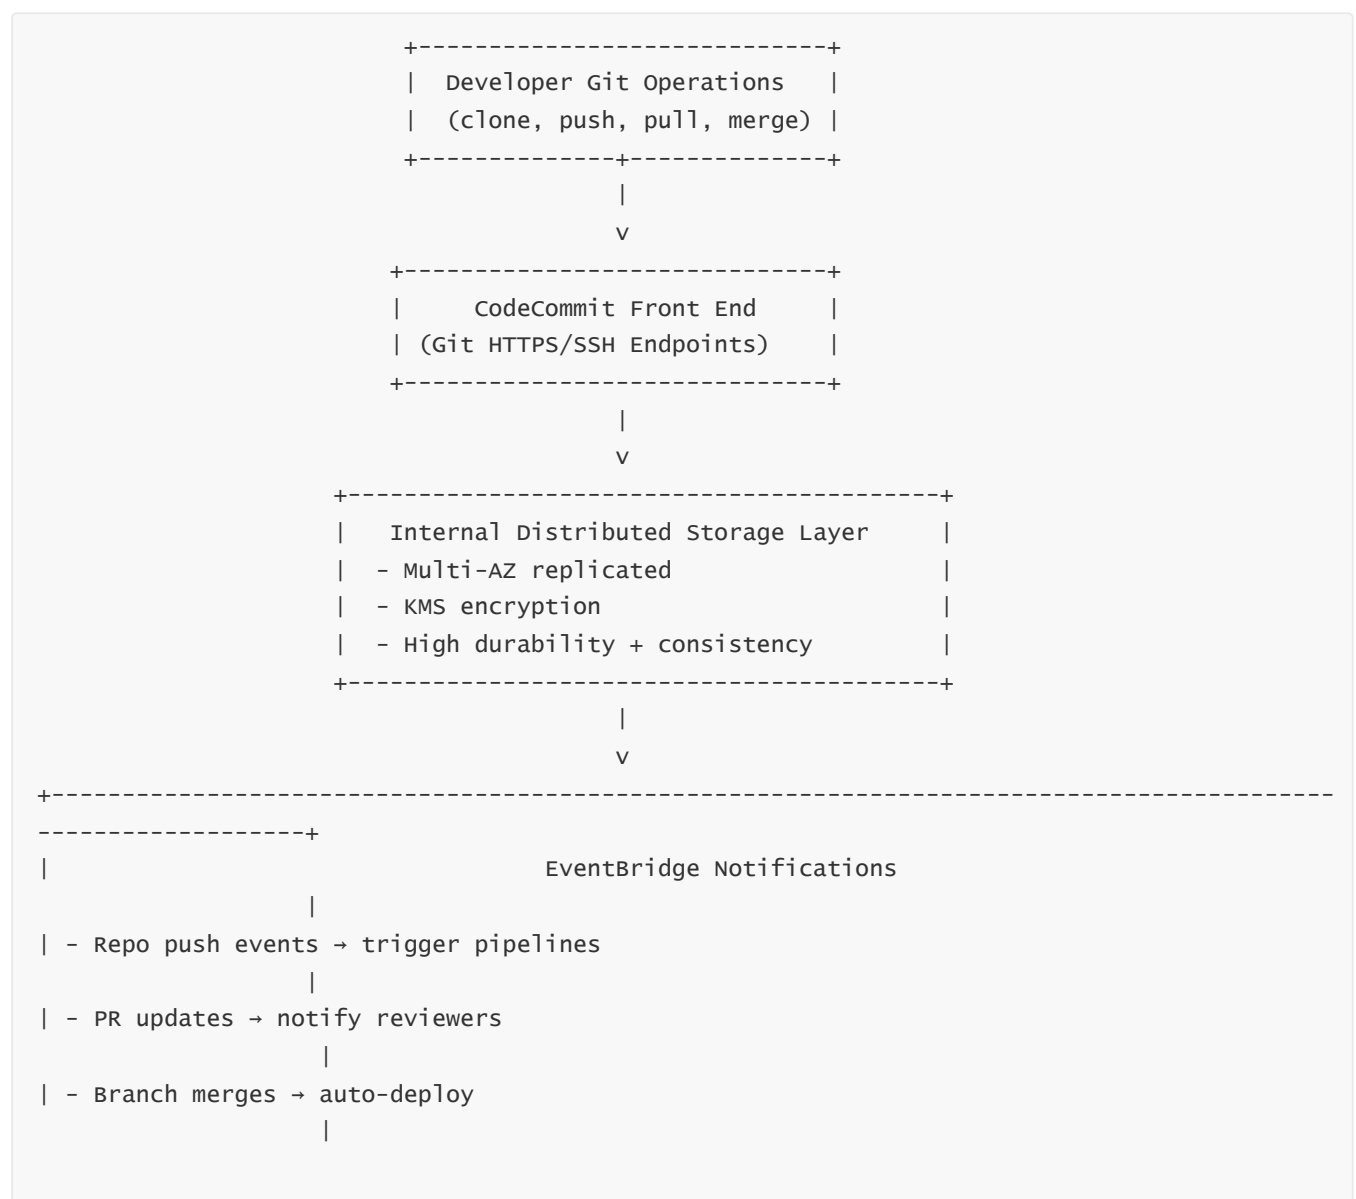 +-----------------------------+
                          |  Developer Git Operations   |
                          |  (clone, push, pull, merge) |
                          +--------------+--------------+
                                         |
                                         v
                         +------------------------------+
                         |     CodeCommit Front End     |
                         | (Git HTTPS/SSH Endpoints)    |
                         +------------------------------+
                                         |
                                         v
                     +------------------------------------------+
                     |   Internal Distributed Storage Layer     |
                     |  - Multi-AZ replicated                   |
                     |  - KMS encryption                        |
                     |  - High durability + consistency         |
                     +------------------------------------------+
                                         |
                                         v
+-------------------------------------------------------------------------------------------
-------------------+
|                                   EventBridge Notifications
                   |
| - Repo push events → trigger pipelines
                   |
| - PR updates → notify reviewers
                    |
| - Branch merges → auto-deploy
                    |